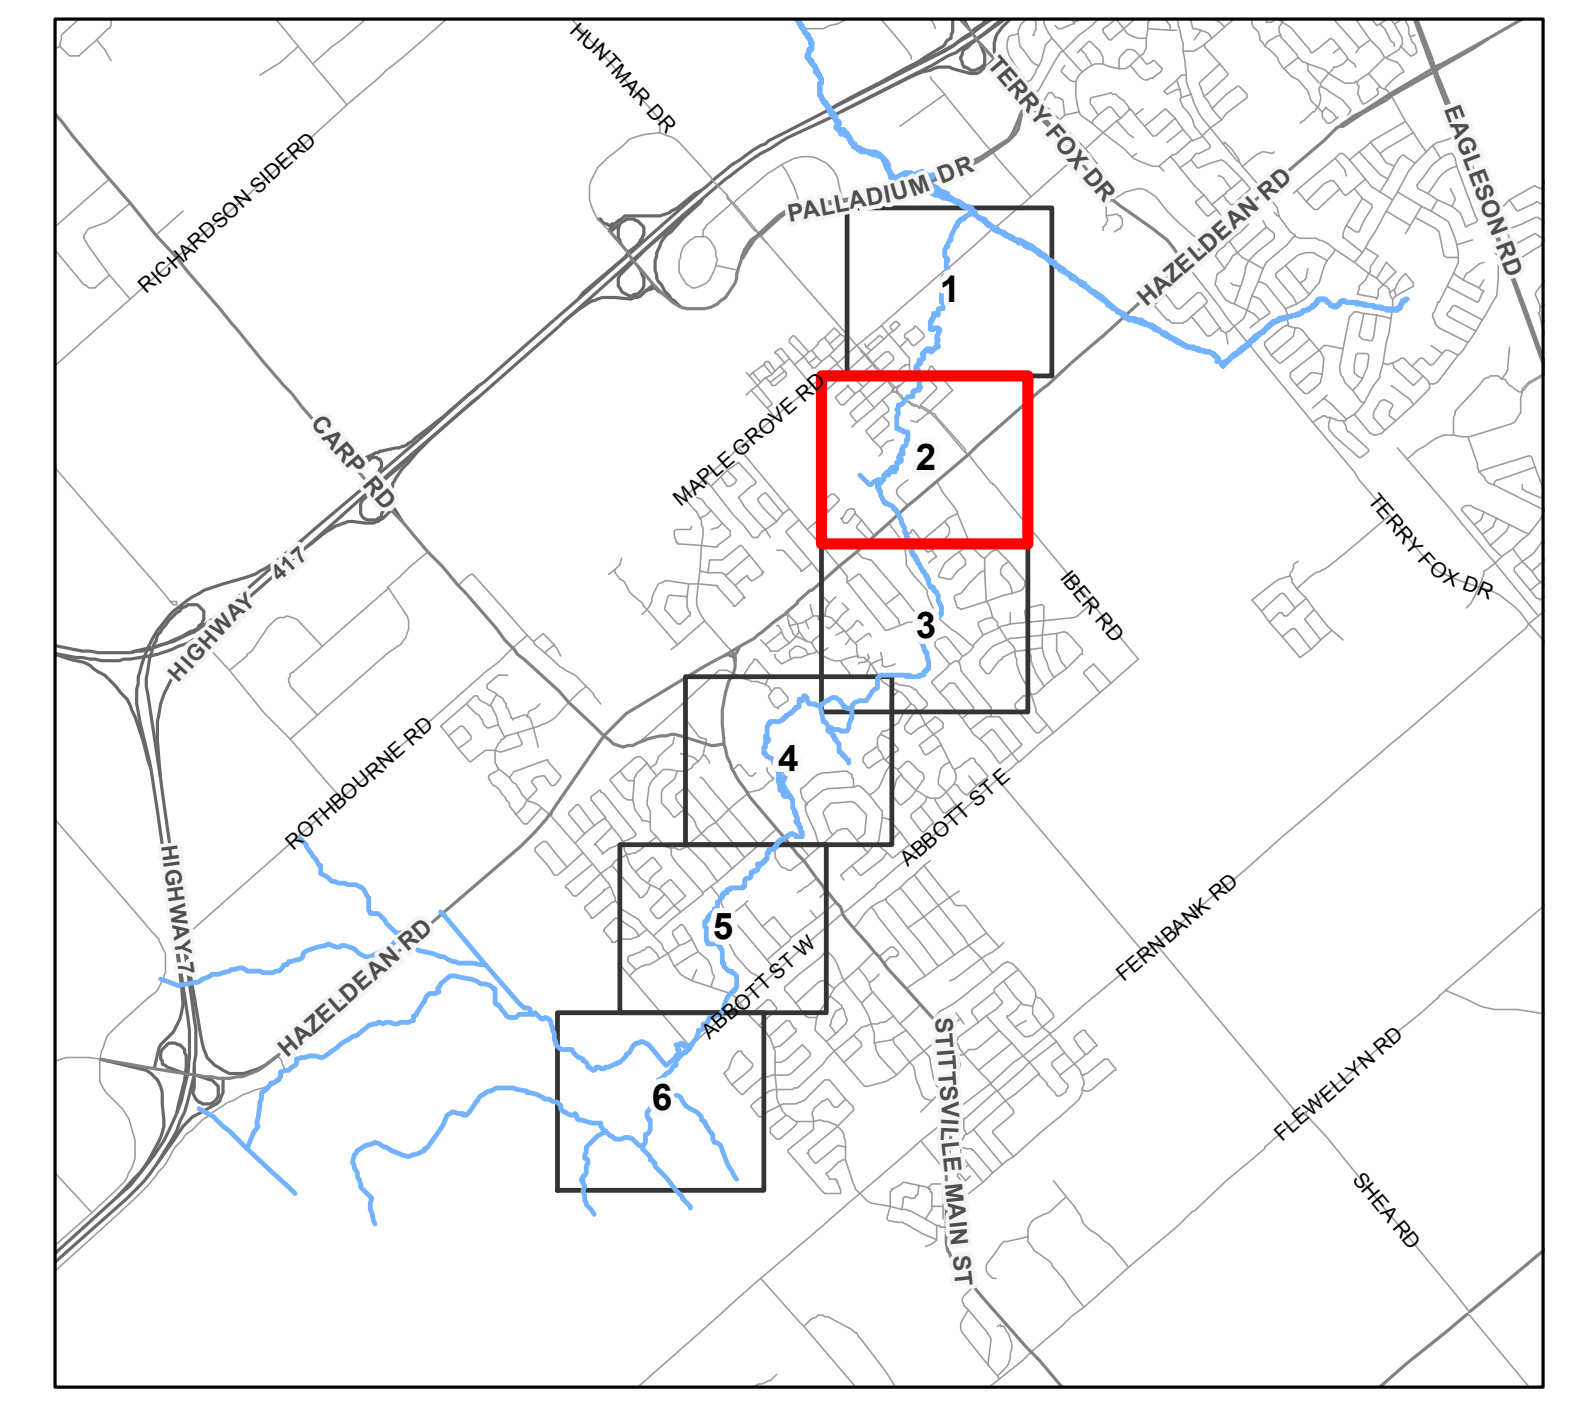 HUNTMAR DR
TERRY FOX DR
EAGLESON RD
RICHARDSON SIDERD
PALLADIUM DR
HAZELDEAN RD
1
MAPLE GROVE RD
2
CARP RD
TERRY FOX DR
HIGHWAY 417
IBER RD
3
ROTHBOURNE RD
4
ABBOTT ST E
HIGHWAY 7
FERNBANK RD
5
HAZELDEAN RD
ABBOTT ST W
STITTSVILLE MAIN ST
FLEWELLYN RD
6
SHEA RD